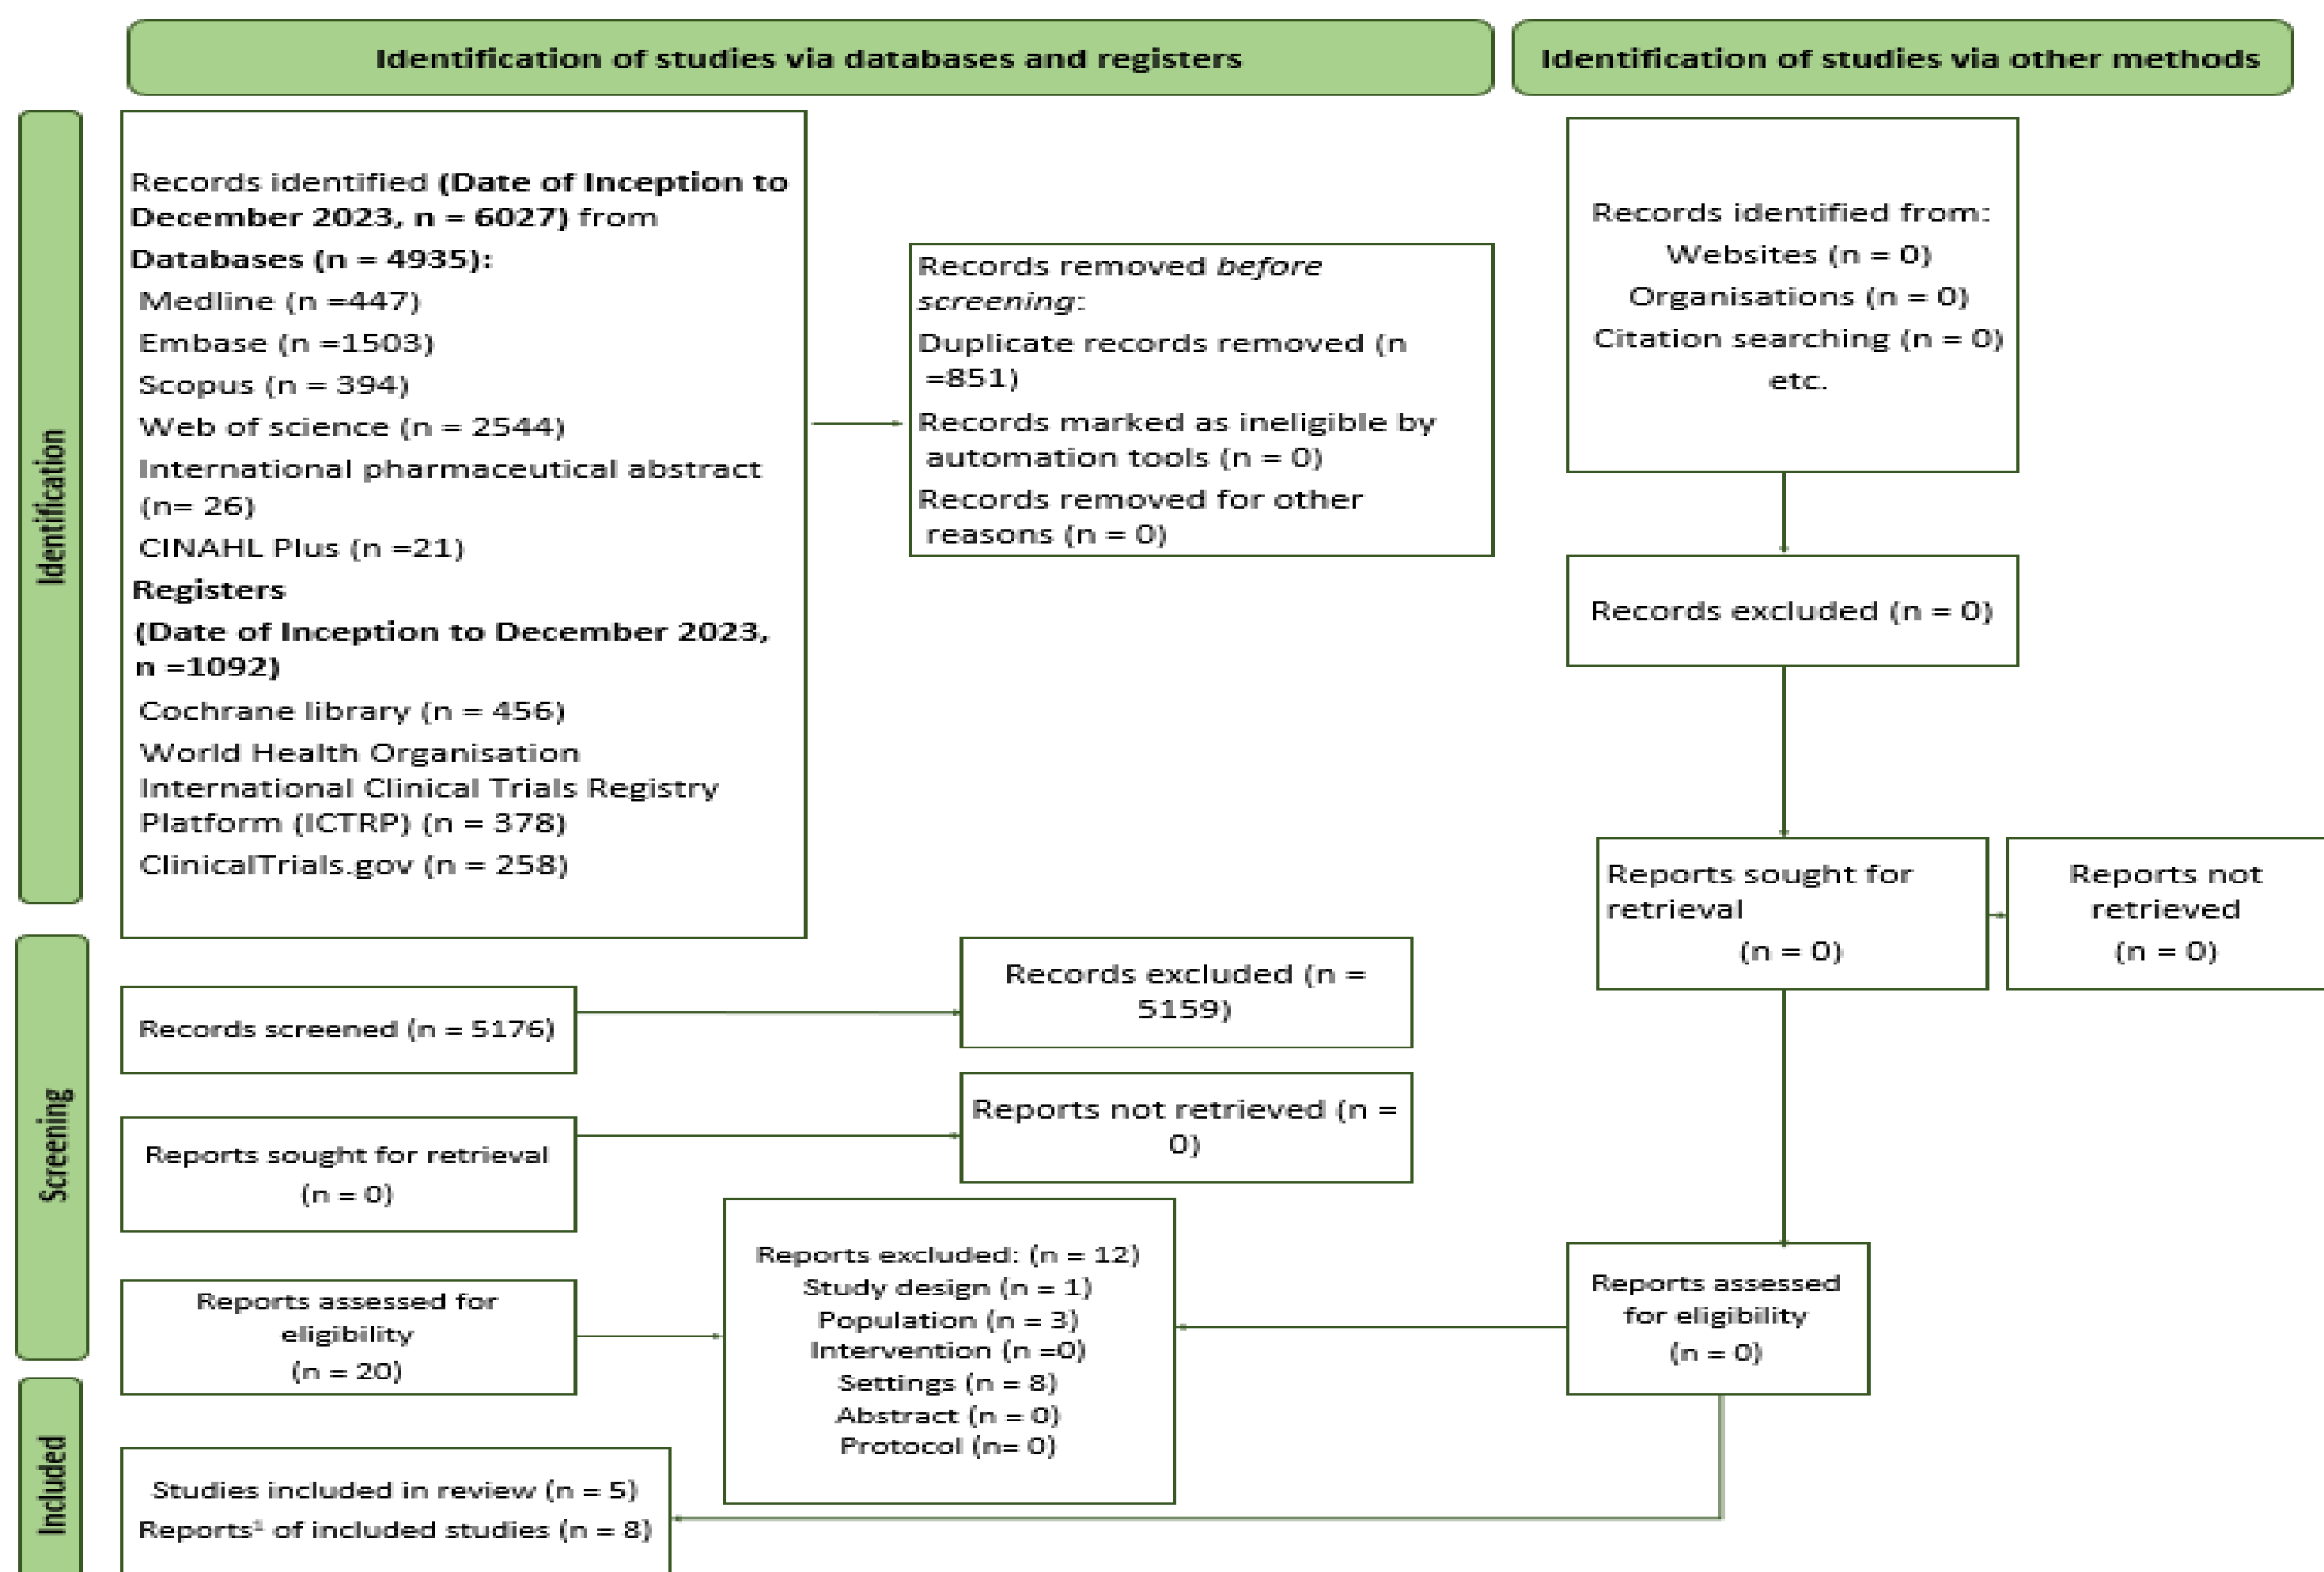 Identification of studies via databases and registers
Identification of studies via other methods
Identification
Records identified (Date of Inception to
December 2023, n = 6027) from
Databases (n = 4935):
Medline (n =447)
Embase (n =1503)
Scopus (n = 394)
Web of science (n = 2544)
International pharmaceutical abstract
(n= 26)
CINAHL Plus (n =21)
Registers
(Date of Inception to December 2023,
n =1092)
Cochrane library (n = 456)
World Health Organisation
International Clinical Trials Registry
Platform (ICTRP) (n = 378)
ClinicalTrials.gov (n = 258)
Records removed before
screening:
Duplicate records removed (n
=851)
Records marked as ineligible by
automation tools (n = 0)
Records removed for other
reasons (n = 0)
Records identified from:
Websites (n = 0)
Organisations (n = 0)
Citation searching (n = 0)
etc.
Records excluded (n = 0)
Reports sought for
retrieval
(n = 0)
Reports not
retrieved
(n = 0)
Screening
Records screened (n = 5176)
Records excluded (n =
5159)
Reports sought for retrieval
(n = 0)
Reports not retrieved (n =
0)
Reports assessed for
eligibility
(n = 20)
Reports excluded: (n = 12)
Study design (n = 1)
Population (n = 3)
Intervention (n =0)
Settings (n = 8)
Abstract (n = 0)
Protocol (n= 0)
Reports assessed
for eligibility
(n = 0)
Included
Studies included in review (n = 5)
Reports¹ of included studies (n = 8)